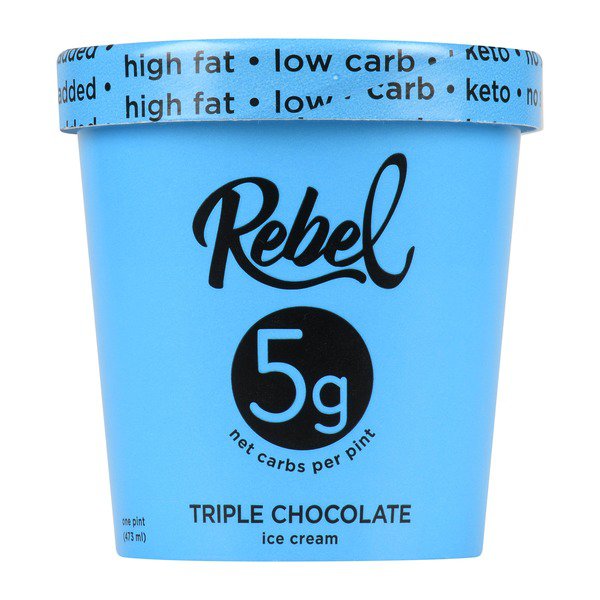 added
high fat • low carb • keto • no
added • high fat • low carb • keto • no
Rebel
5g
net carbs per pint
TRIPLE CHOCOLATE
ice cream
one pint
(473 ml)